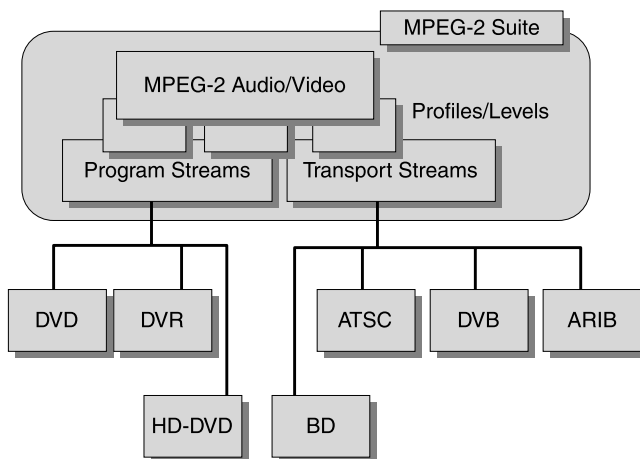 MPEG-2 Suite
MPEG-2 Audio/Video
Profiles/Levels
Program Streams
Transport Streams
DVD
DVR
ATSC
DVB
ARIB
HD-DVD
BD